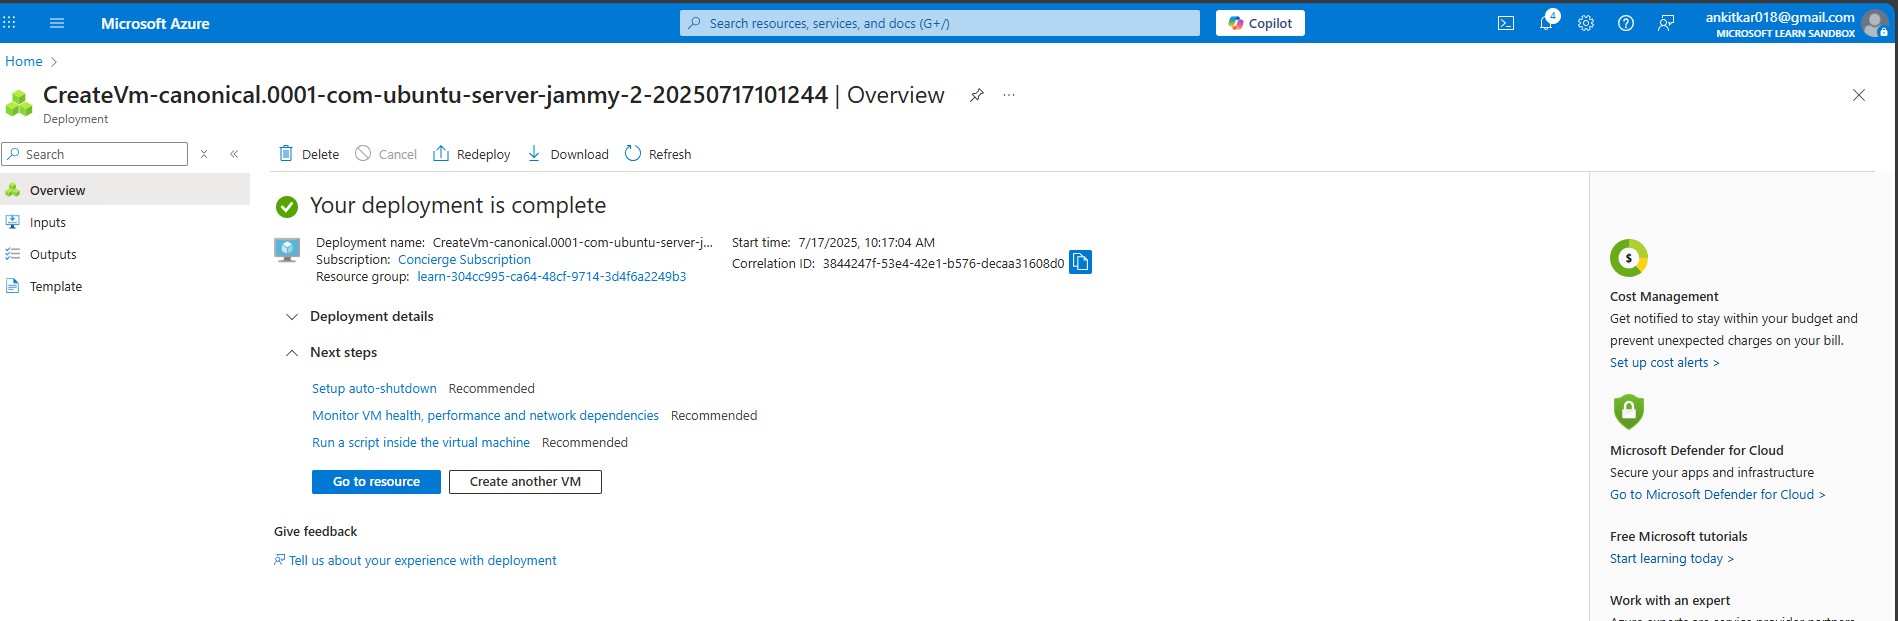 Microsoft Azure
Search resources, services, and docs (G+/)
Copilot
4
ankitkar018@gmail.com
MICROSOFT LEARN SANDBOX
Home
CreateVm-canonical.0001-com-ubuntu-server-jammy-2-20250717101244 | Overview
Deployment
Search
Delete
Cancel
Redeploy
Download
Refresh
Overview
Inputs
Outputs
Template
Your deployment is complete
Deployment name: CreateVm-canonical.0001-com-ubuntu-server-j...
Subscription: Concierge Subscription
Resource group: learn-304cc995-ca64-48cf-9714-3d4f6a2249b3
Start time: 7/17/2025, 10:17:04 AM
Correlation ID: 3844247f-53e4-42e1-b576-decaa31608d0
Deployment details
Next steps
Setup auto-shutdown Recommended
Monitor VM health, performance and network dependencies Recommended
Run a script inside the virtual machine Recommended
Go to resource
Create another VM
Give feedback
Tell us about your experience with deployment
$
Cost Management
Get notified to stay within your budget and
prevent unexpected charges on your bill.
Set up cost alerts >
Microsoft Defender for Cloud
Secure your apps and infrastructure
Go to Microsoft Defender for Cloud >
Free Microsoft tutorials
Start learning today >
Work with an expert
Azure experts are service provider partners